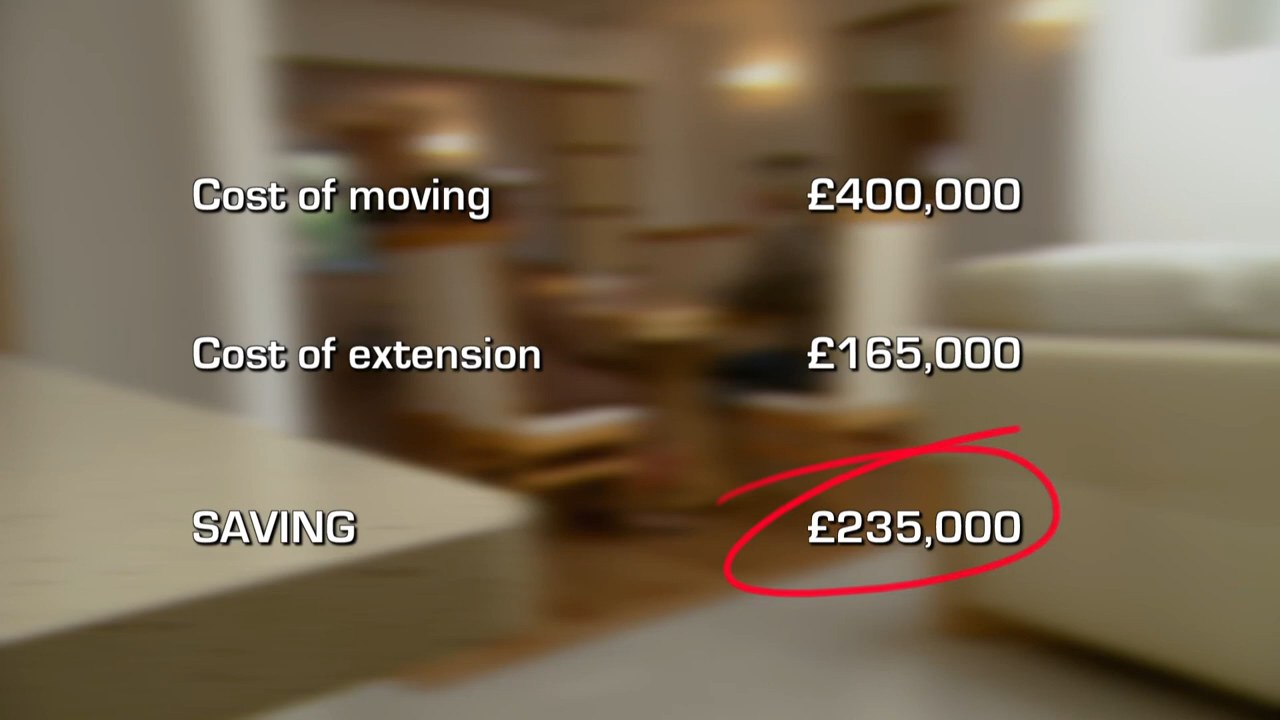 Cost of moving £400,000
Cost of extension £165,000
SAVING £235,000